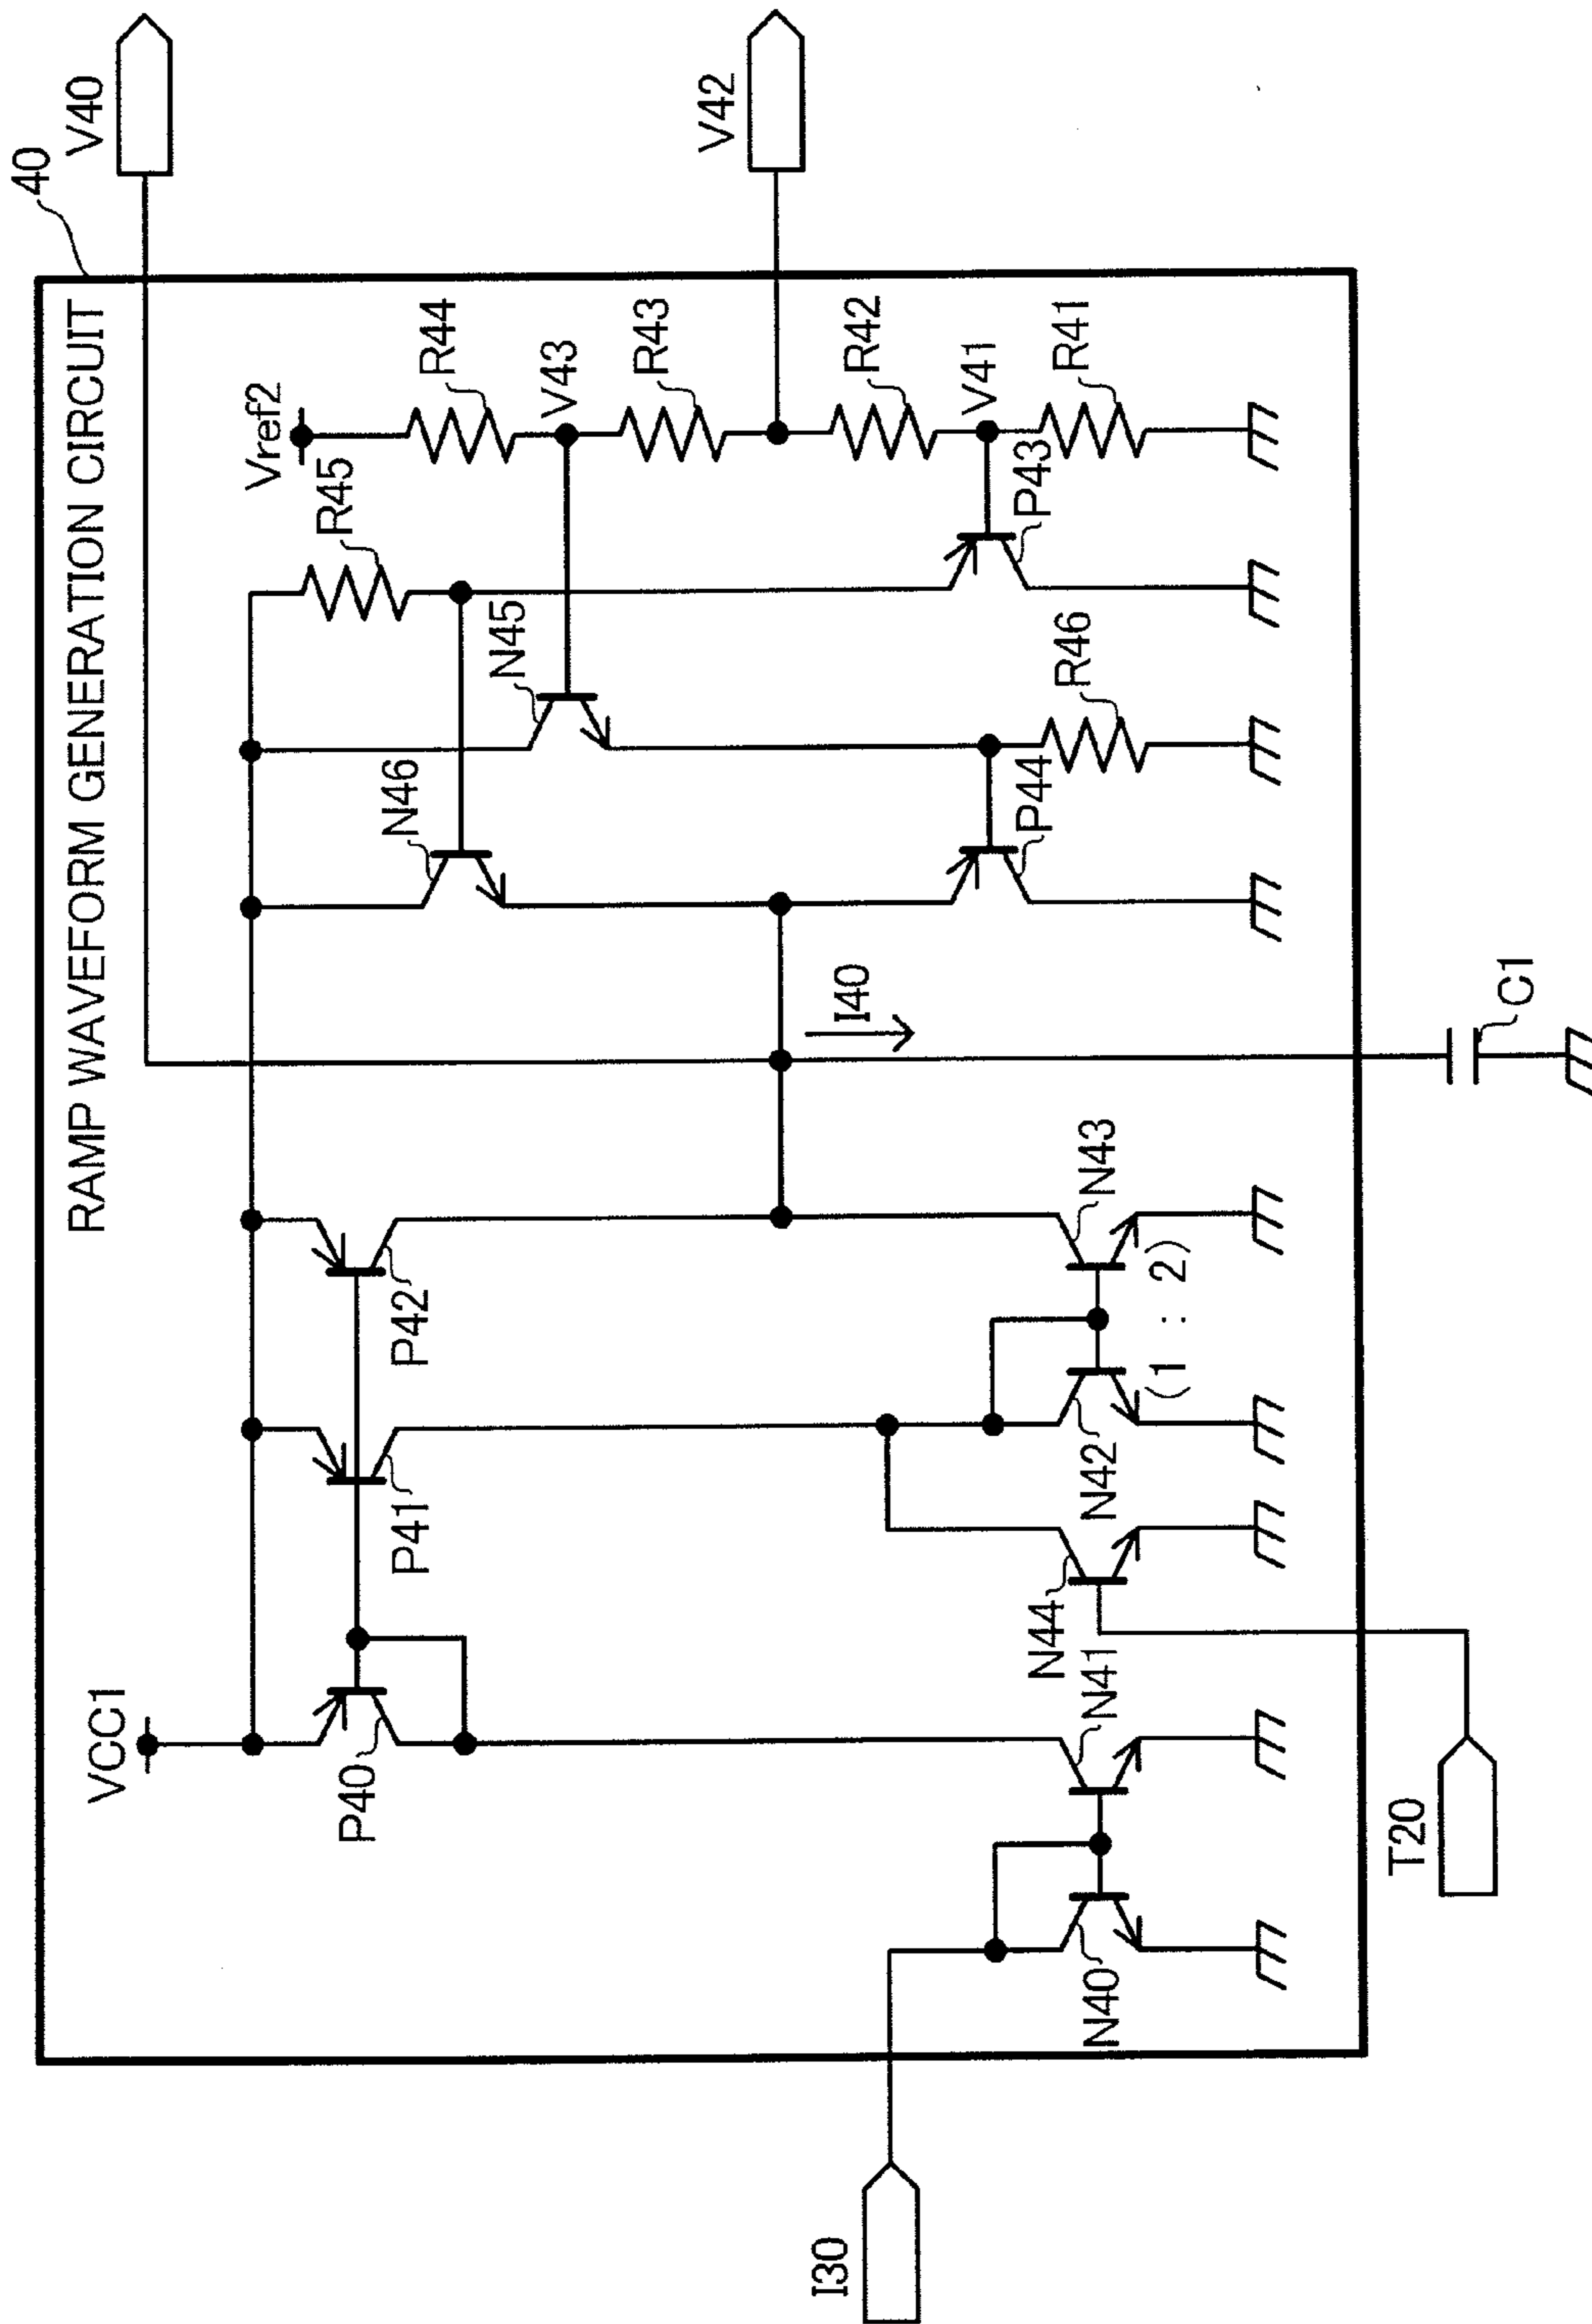 40
V40
RAMP WAVEFORM GENERATION CIRCUIT
VCC1
Vref2
R45
R44
P40
P41
P42
N46
N45
V43
R43
V42
I40
R42
V41
I30
N40
N41
N44
N42
N43
(1 : 2)
P44
R46
P43
R41
T20
C1